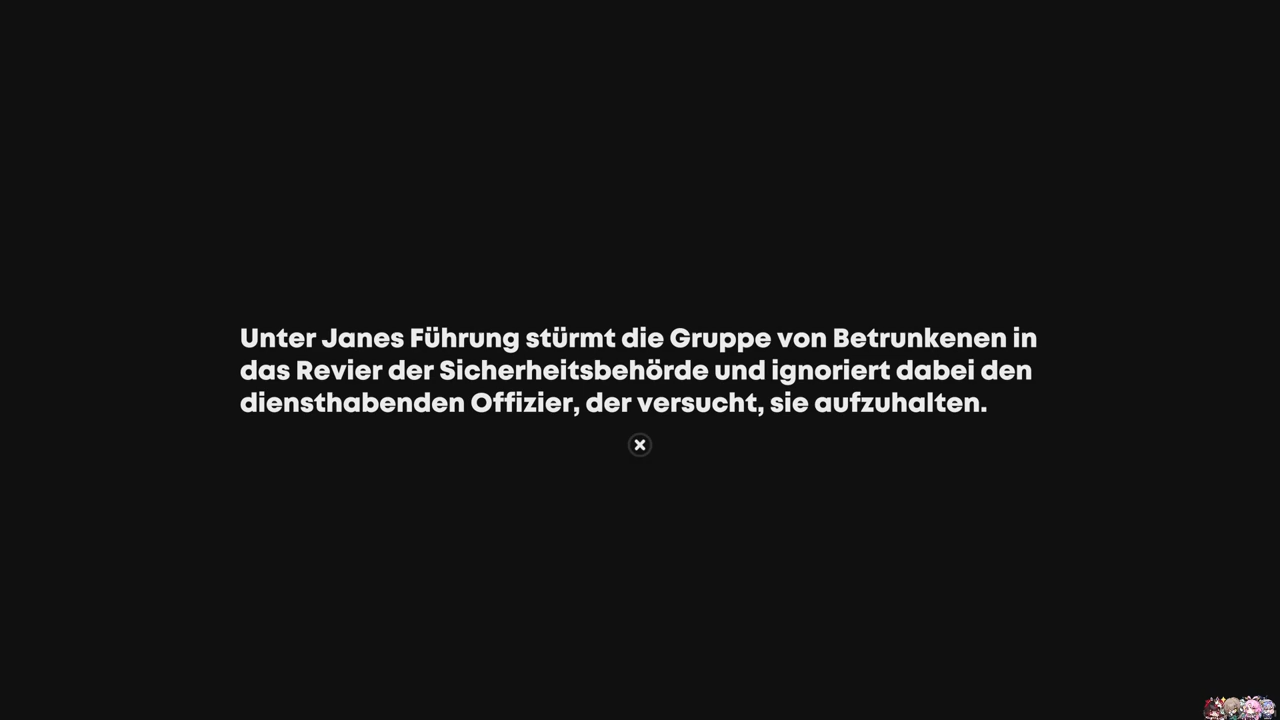 Unter Janes Führung stürmt die Gruppe von Betrunkenen in
das Revier der Sicherheitsbehörde und ignoriert dabei den
diensthabenden Offizier, der versucht, sie aufzuhalten.